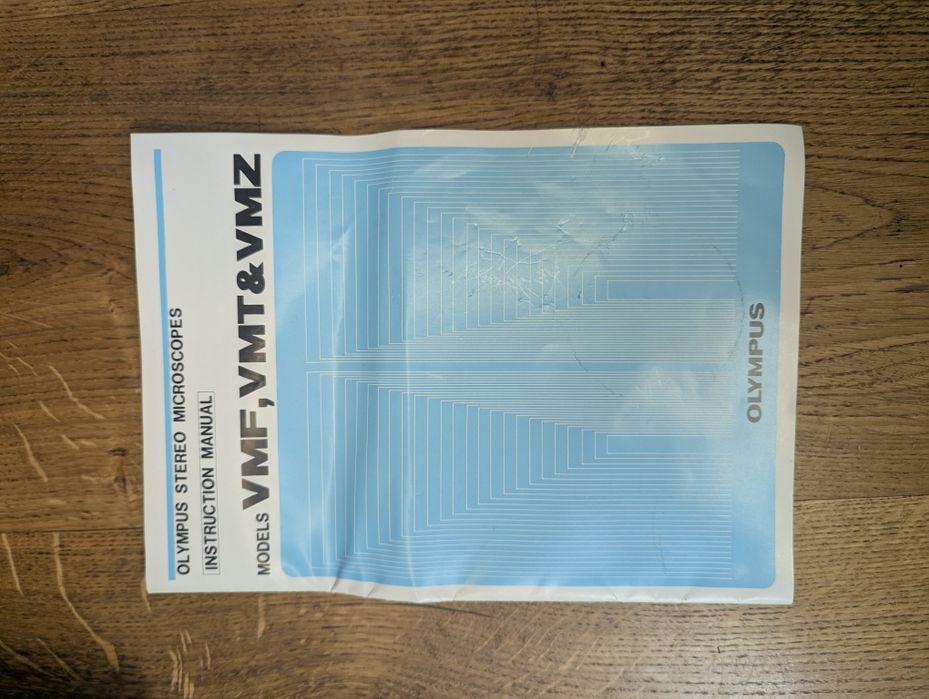 OLYMPUS STEREO MICROSCOPES
INSTRUCTION MANUAL
MODELS VMF, VMT & VMZ
OLYMPUS